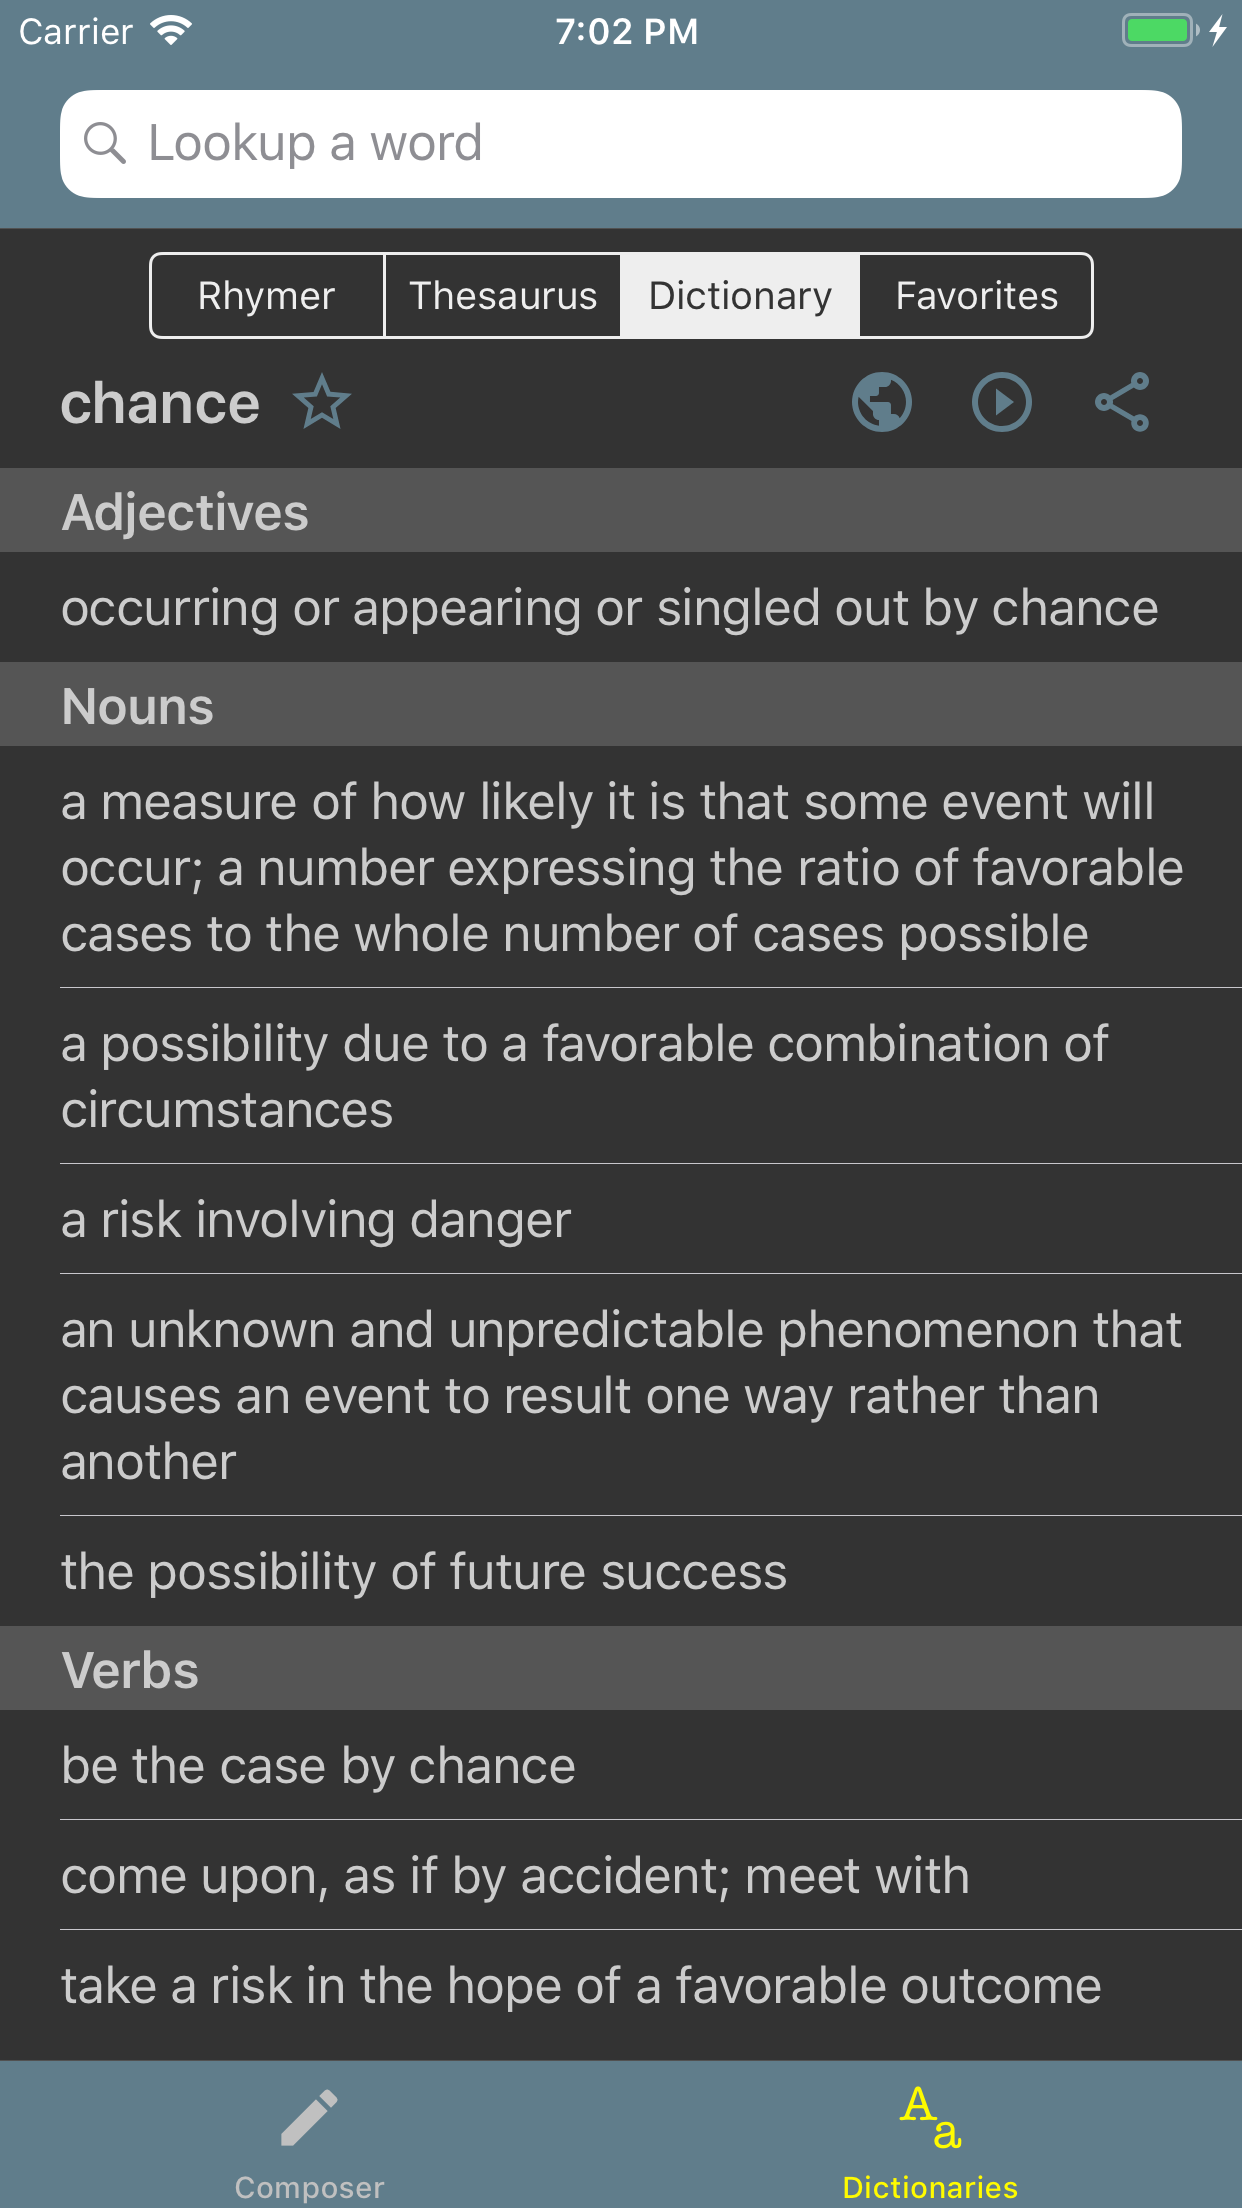 Carrier 7:02 PM
Lookup a word
Rhymer Thesaurus Dictionary Favorites
chance
Adjectives
occurring or appearing or singled out by chance
Nouns
a measure of how likely it is that some event will
occur; a number expressing the ratio of favorable
cases to the whole number of cases possible
a possibility due to a favorable combination of
circumstances
a risk involving danger
an unknown and unpredictable phenomenon that
causes an event to result one way rather than
another
the possibility of future success
Verbs
be the case by chance
come upon, as if by accident; meet with
take a risk in the hope of a favorable outcome
Aa
Composer Dictionaries